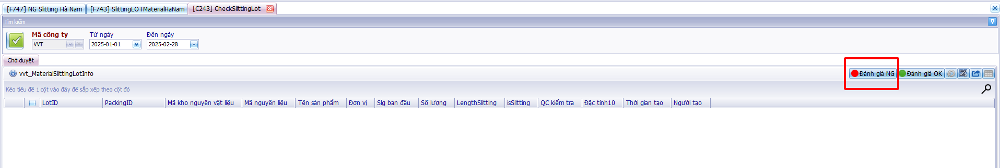 [F747] NG Slitting Hà Nam [F743] SlittingLOTMaterialHaNam [C243] CheckSlittingLot
Tìm kiếm
Mã công ty Từ ngày Đến ngày
VVT 2025-01-01 2025-02-28
Chờ duyệt
vvt_MaterialSlittingLotInfo Đánh giá NG Đánh giá OK
Kéo tiêu đề 1 cột vào đây để sắp xếp theo cột đó
LotID PackingID Mã kho nguyên vật liệu Mã nguyên liệu Tên sản phẩm Đơn vị Slg ban đầu Số lượng LengthSlitting isSlitting QC kiểm tra Đặc tính10 Thời gian tạo Người tạo